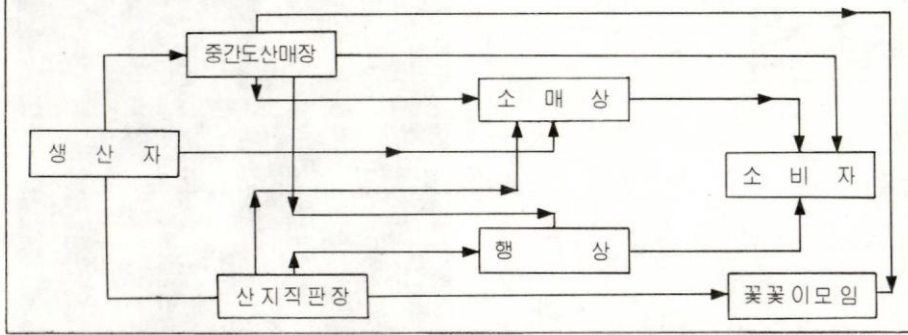 중간도산매장
소 매 상
생 산 자
소 비 자
행 상
산지직판장
꽃꽂이모임